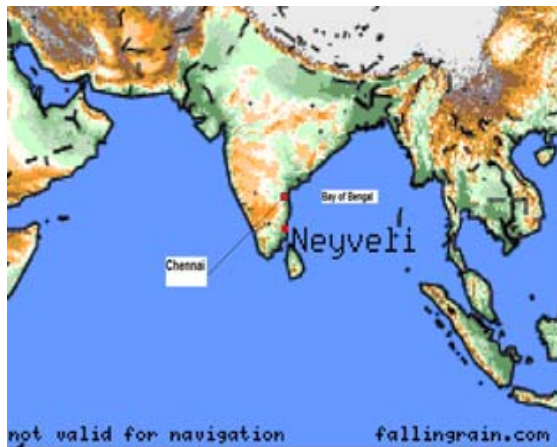 Bay of Bengal
Neyveli
Chennai
not valid for navigation
fallingrain.com